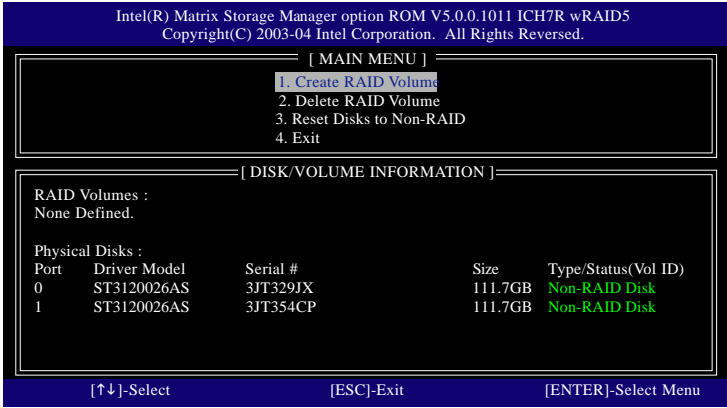 Intel(R) Matrix Storage Manager option ROM V5.0.0.1011 ICH7R wRAID5
Copyright(C) 2003-04 Intel Corporation. All Rights Reversed.
[ MAIN MENU ]
1. Create RAID Volume
2. Delete RAID Volume
3. Reset Disks to Non-RAID
4. Exit
[ DISK/VOLUME INFORMATION ]
RAID Volumes :
None Defined.
Physical Disks :
Port Driver Model Serial # Size Type/Status(Vol ID)
0 ST3120026AS 3JT329JX 111.7GB Non-RAID Disk
1 ST3120026AS 3JT354CP 111.7GB Non-RAID Disk
[↑↓]-Select [ESC]-Exit [ENTER]-Select Menu